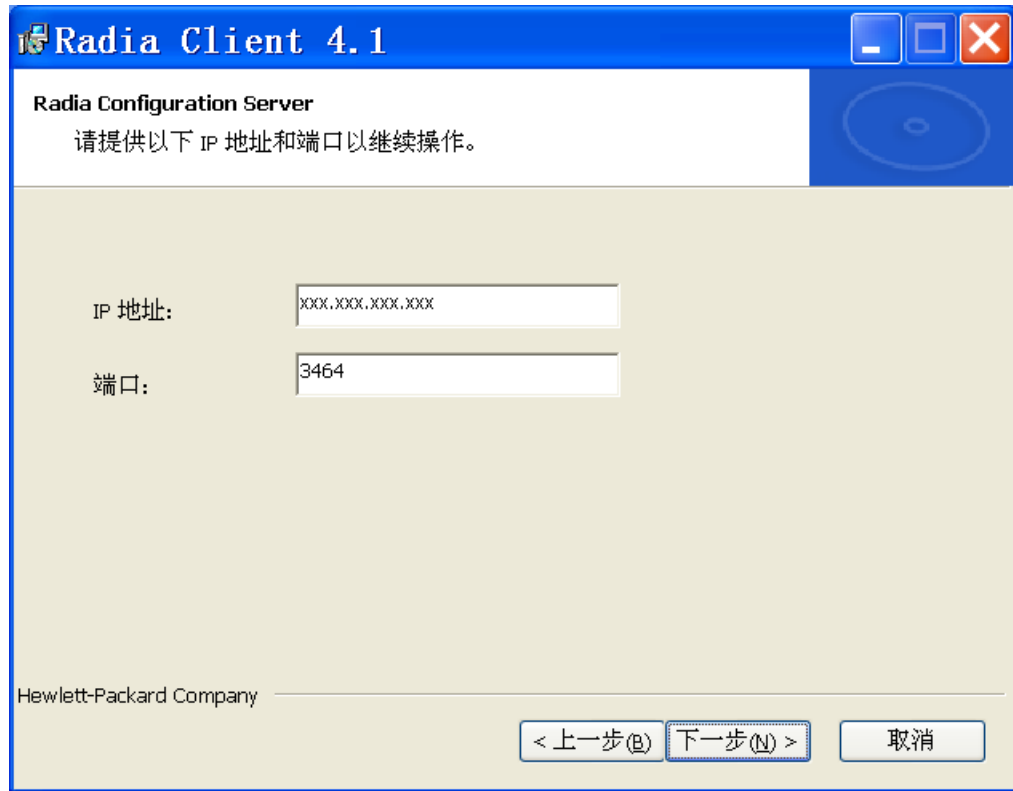 Radia Client 4.1
Radia Configuration Server
请提供以下 IP 地址和端口以继续操作。
IP 地址: xxx.xxx.xxx.xxx
端口: 3464
Hewlett-Packard Company
< 上一步(B) 下一步(N) > 取消